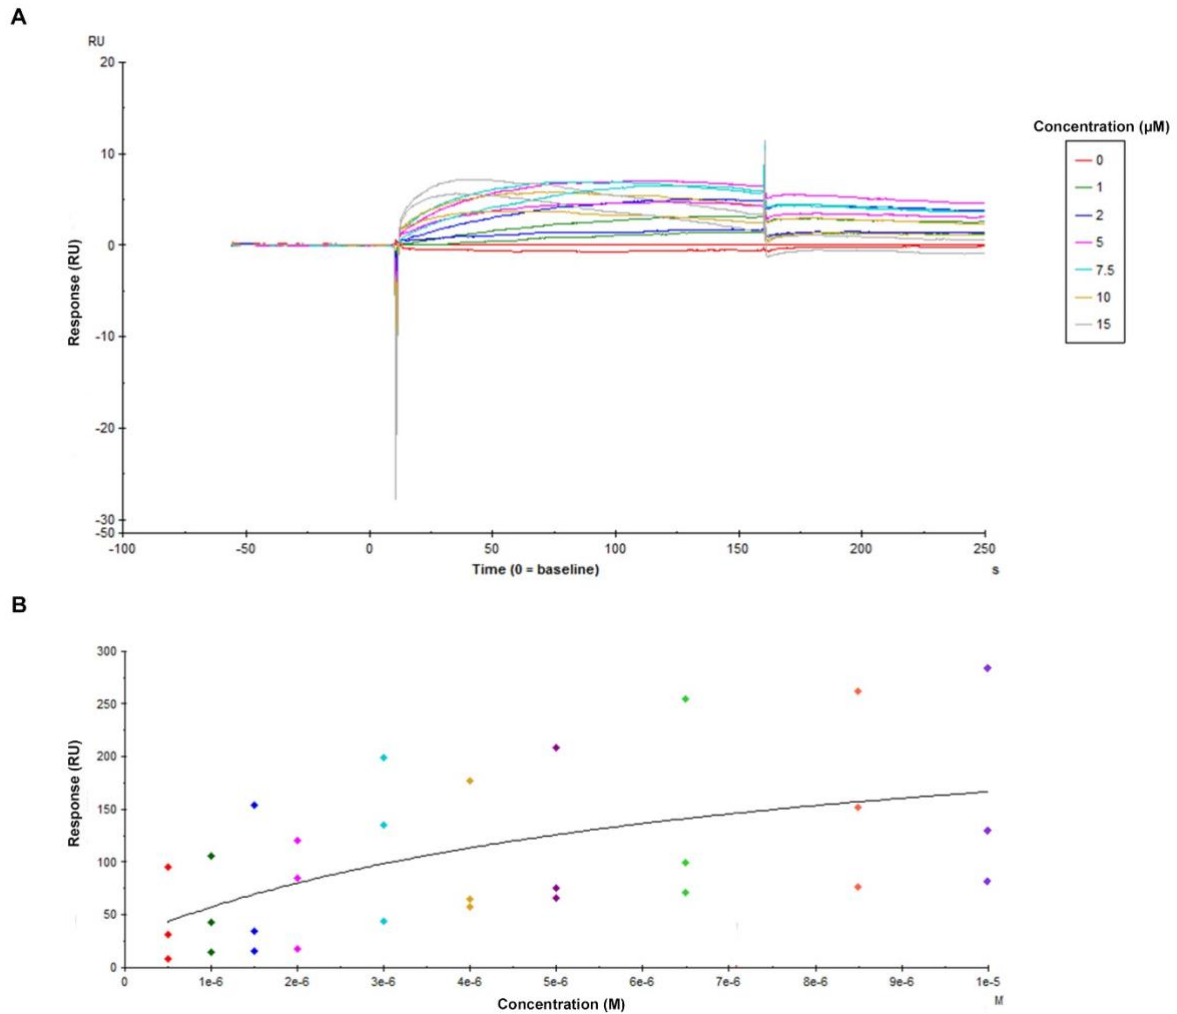 A
RU
20
10
0
-10
-20
-30
-50
Response (RU)
-100 -50 0 50 100 150 200 250
Time (0 = baseline)
s
Concentration (µM)
0
1
2
5
7.5
10
15
B
300
250
200
150
100
50
0
Response (RU)
0 1e-6 2e-6 3e-6 4e-6 5e-6 6e-6 7e-6 8e-6 9e-6 1e-5
Concentration (M)
M